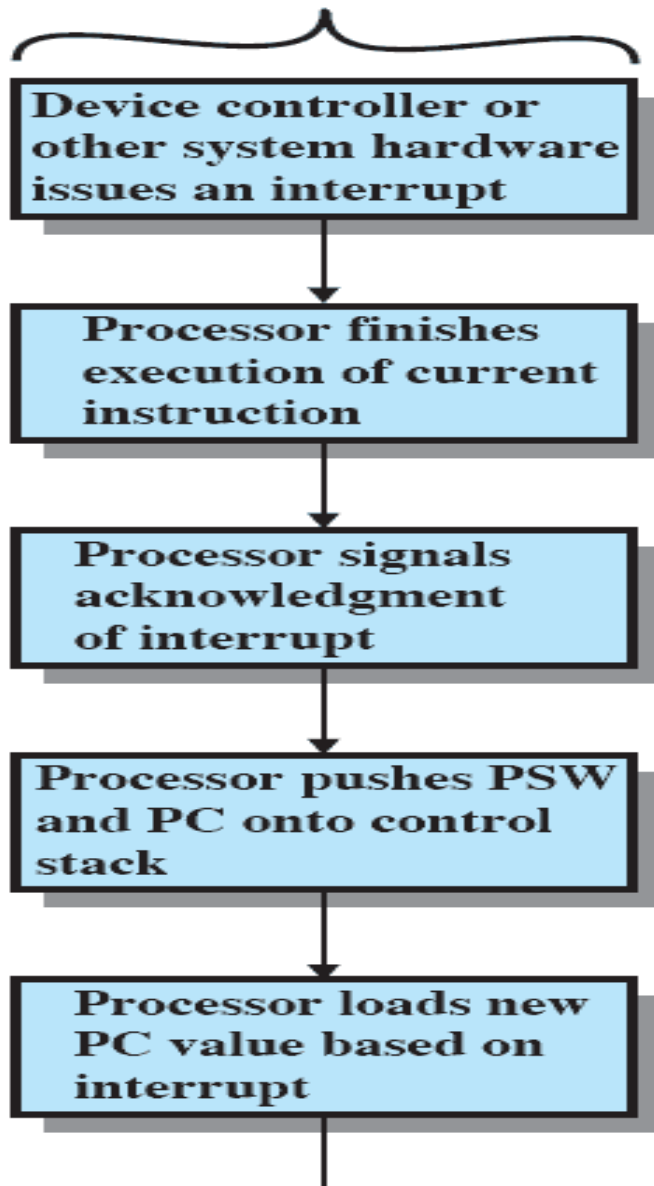 Device controller or
other system hardware
issues an interrupt
Processor finishes
execution of current
instruction
Processor signals
acknowledgment
of interrupt
Processor pushes PSW
and PC onto control
stack
Processor loads new
PC value based on
interrupt